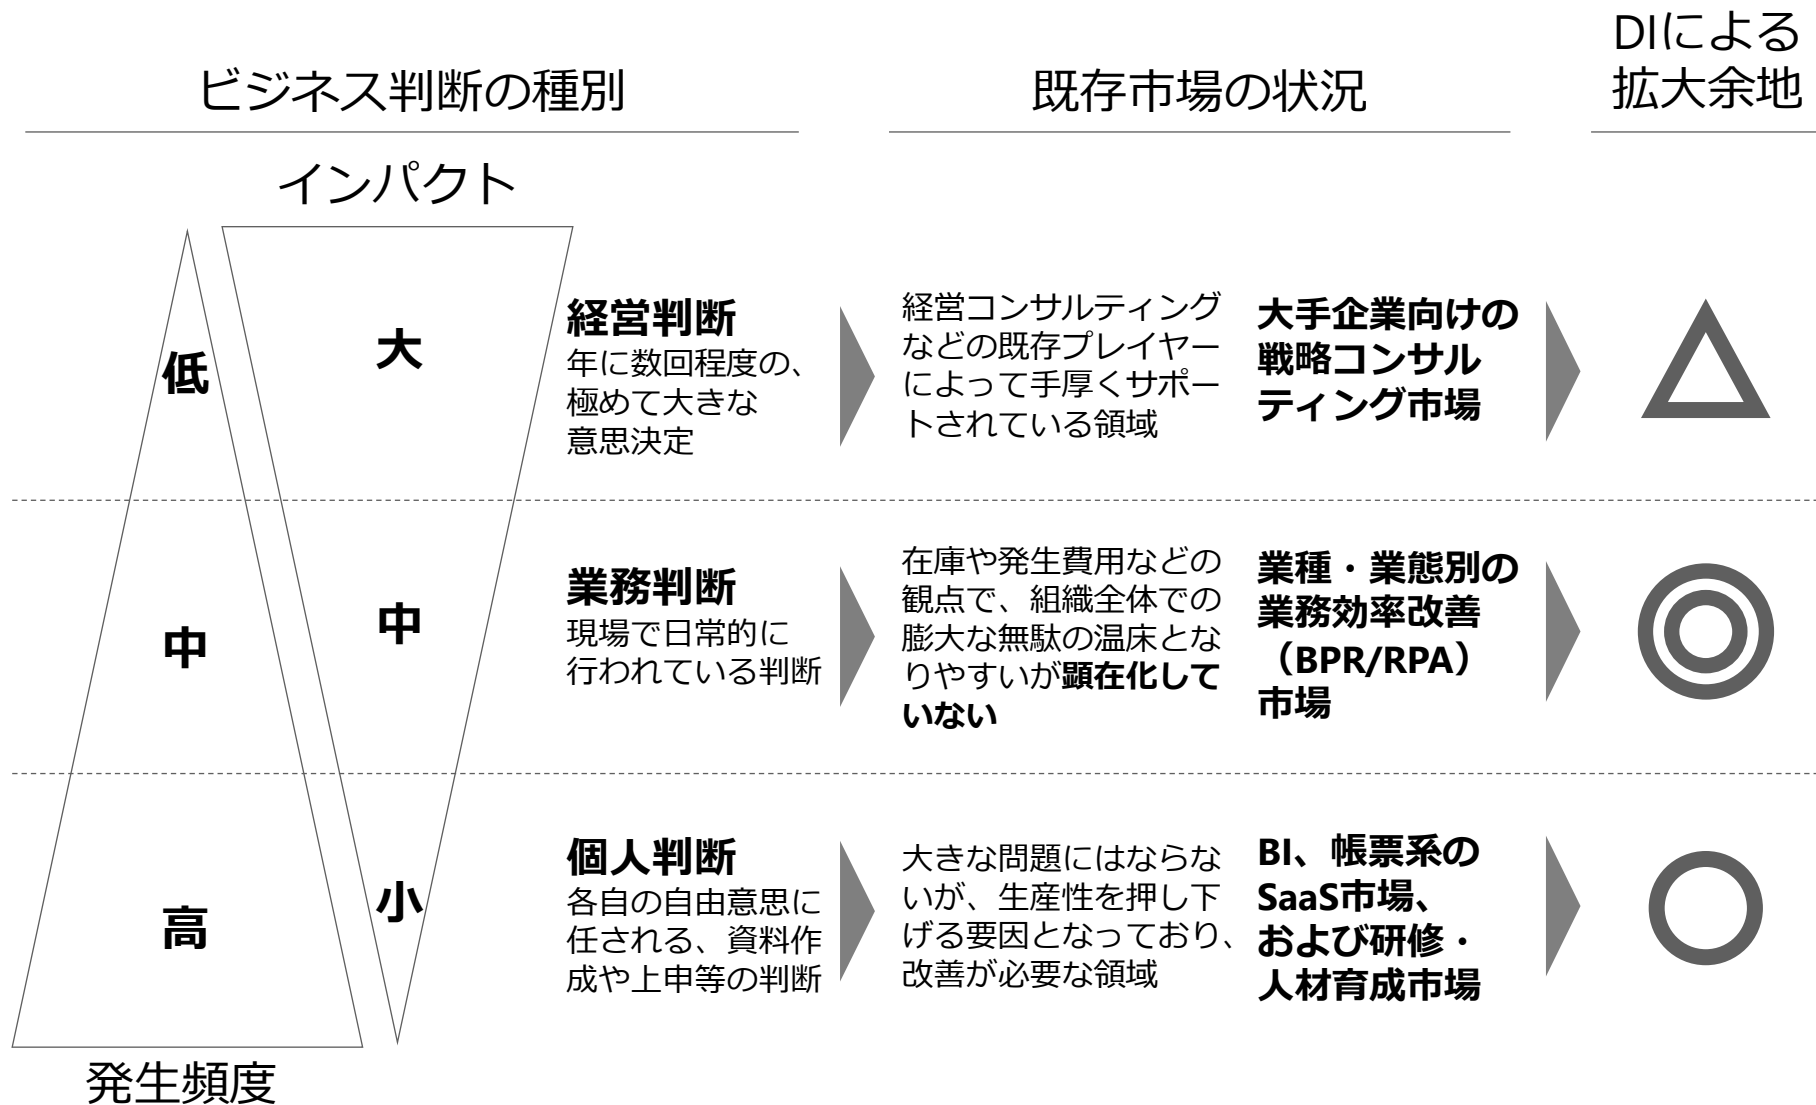 ビジネス判断の種別
既存市場の状況
DIによる
拡大余地
インパクト
低
大
経営判断
年に数回程度の、
極めて大きな
意思決定
経営コンサルティング
などの既存プレイヤー
によって手厚くサポー
トされている領域
大手企業向けの
戦略コンサル
ティング市場
中
中
業務判断
現場で日常的に
行われている判断
在庫や発生費用などの
観点で、組織全体での
膨大な無駄の温床とな
りやすいが顕在化して
いない
業種・業態別の
業務効率改善
（BPR/RPA）
市場
高
小
個人判断
各自の自由意思に
任される、資料作
成や上申等の判断
大きな問題にはならな
いが、生産性を押し下
げる要因となっており、
改善が必要な領域
BI、帳票系の
SaaS市場、
および研修・
人材育成市場
発生頻度